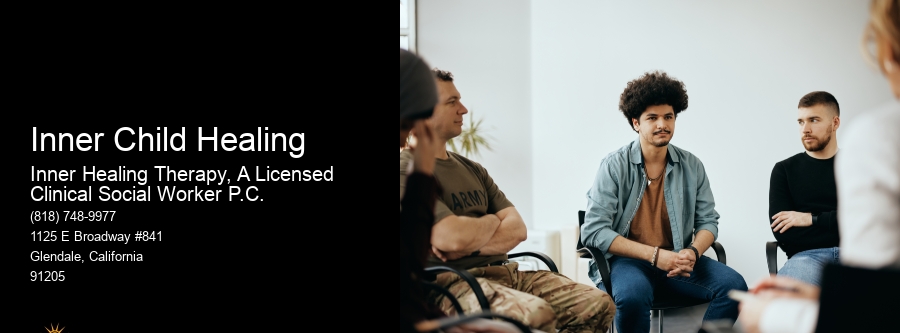 Inner Child Healing
Inner Healing Therapy, A Licensed
Clinical Social Worker P.C.
(818) 748-9977
1125 E Broadway #841
Glendale, California
91205
ARMY